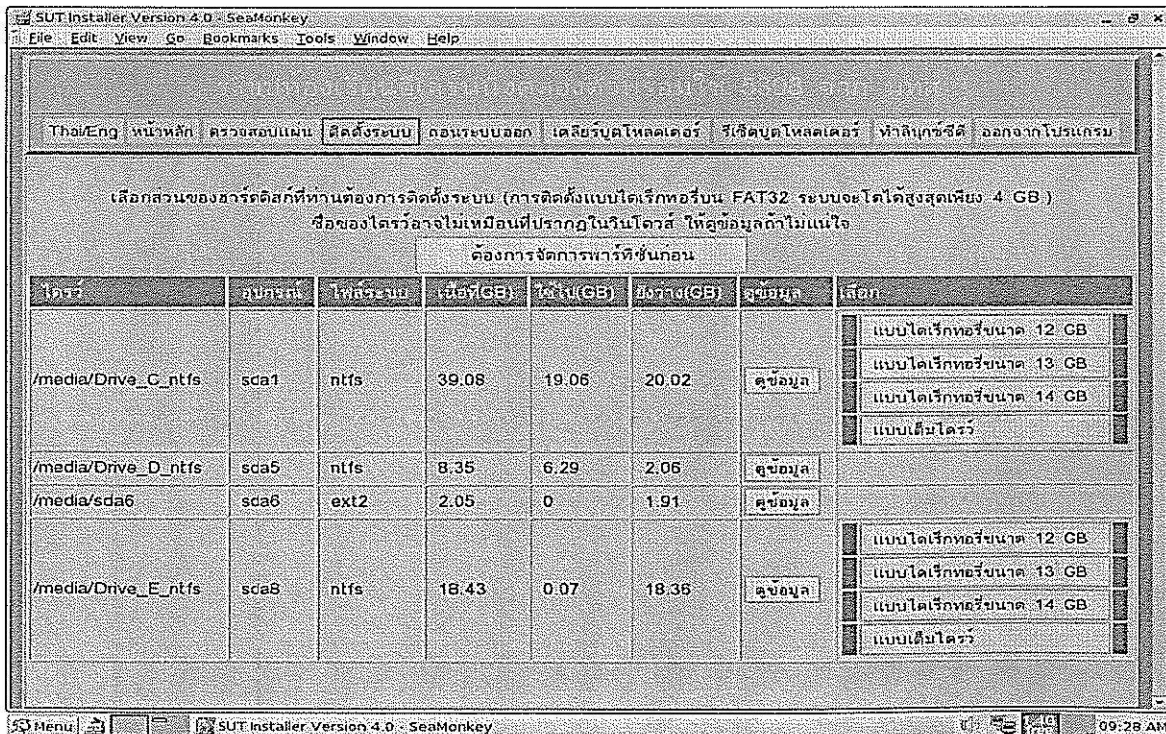 SUT Installer Version 4.0 - SeaMonkey
File Edit View Go Bookmarks Tools Window Help
Thai/Eng หน้าหลัก ตรวจสอบแผ่น ติดตั้งระบบ ถอนระบบออก เคลียร์บูตโหลดเดอร์ รีเซ็ตบูตโหลดเดอร์ ทำลินุกซ์ซีดี ออกจากโปรแกรม
เลือกส่วนของฮาร์ดดิสก์ที่ท่านต้องการติดตั้งระบบ (การติดตั้งแบบไดเร็กทอรี่บน FAT32 ระบบจะโตได้สูงสุดเพียง 4 GB )
ชื่อของไดรว์อาจไม่เหมือนที่ปรากฏในวินโดวส์ ให้ดูข้อมูลถ้าไม่แน่ใจ
ต้องการจัดการพาร์ทิชั่นก่อน
ไดรว์ อุปกรณ์ ไฟล์ระบบ เนื้อที่(GB) ใช้ไป(GB) ยังว่าง(GB) ดูข้อมูล เลือก
/media/Drive_C_ntfs sda1 ntfs 39.08 19.06 20.02 ดูข้อมูล
แบบไดเร็กทอรี่ขนาด 12 GB
แบบไดเร็กทอรี่ขนาด 13 GB
แบบไดเร็กทอรี่ขนาด 14 GB
แบบเต็มไดรว์
/media/Drive_D_ntfs sda5 ntfs 8.35 6.29 2.06 ดูข้อมูล
/media/sda6 sda6 ext2 2.05 0 1.91 ดูข้อมูล
/media/Drive_E_ntfs sda8 ntfs 18.43 0.07 18.36 ดูข้อมูล
แบบไดเร็กทอรี่ขนาด 12 GB
แบบไดเร็กทอรี่ขนาด 13 GB
แบบไดเร็กทอรี่ขนาด 14 GB
แบบเต็มไดรว์
Menu SUT Installer Version 4.0 - SeaMonkey 09:28 AM